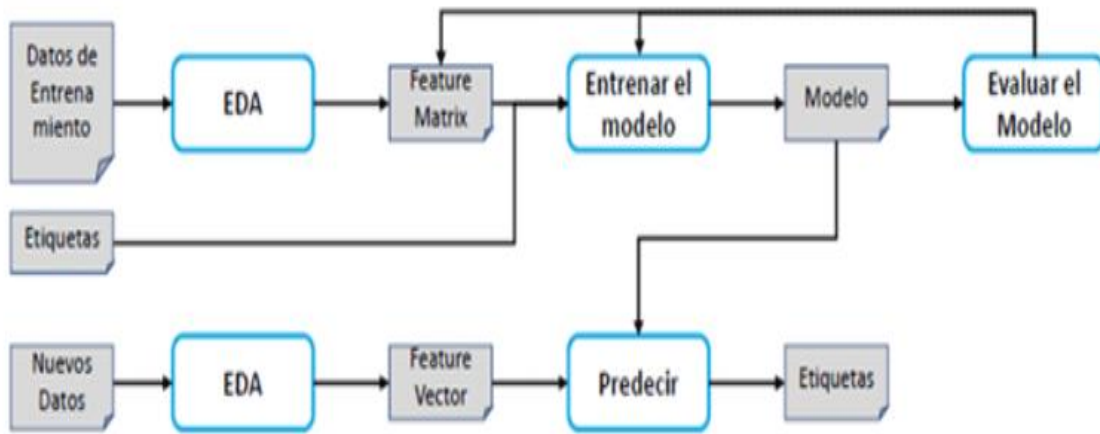 Datos de
Entrena
miento
EDA
Feature
Matrix
Entrenar el
modelo
Modelo
Evaluar el
Modelo
Etiquetas
Nuevos
Datos
EDA
Feature
Vector
Predecir
Etiquetas